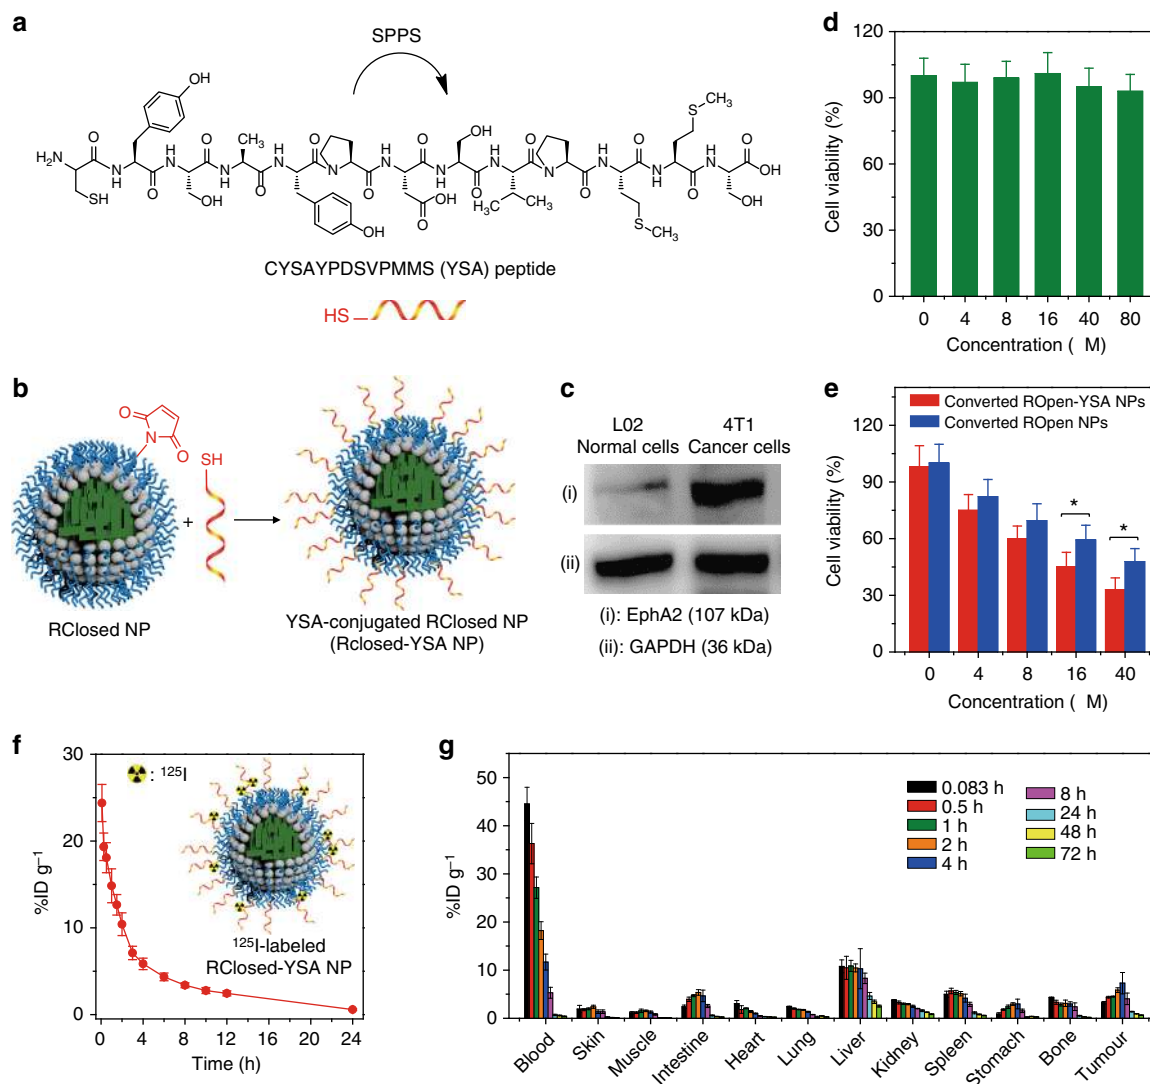 a
SPPS
OH
O
CH3
O
OH
O
S
CH3
O
H2N
N
H
SH
OH
O
OH
OH
H3C
CH3
S
CH3
OH
OH
CYSAYPDSVPMMS (YSA) peptide
HS
b
O
N
O
SH
+
RClosed NP
YSA-conjugated RClosed NP
(Rclosed-YSA NP)
c
L02 4T1
Normal cells Cancer cells
(i)
(ii)
(i): EphA2 (107 kDa)
(ii): GAPDH (36 kDa)
d
120
90
100
30
0
Cell viability (%)
0 4 8 16 40 80
Concentration ( M)
e
Converted ROpen-YSA NPs
Converted ROpen NPs
120
90
60
30
0
Cell viability (%)
* *
0 4 8 16 40
Concentration ( M)
f
30
20
10
0
%ID g–1
: 125I
125I-labeled
RClosed-YSA NP
0 4 8 12 16 20 24
Time (h)
g
50
40
30
20
10
0
%ID g–1
0.083 h 8 h
0.5 h 24 h
1 h 48 h
2 h 72 h
4 h
Blood Skin Muscle Intestine Heart Lung Liver Kidney Spleen Stomach Bone Tumour